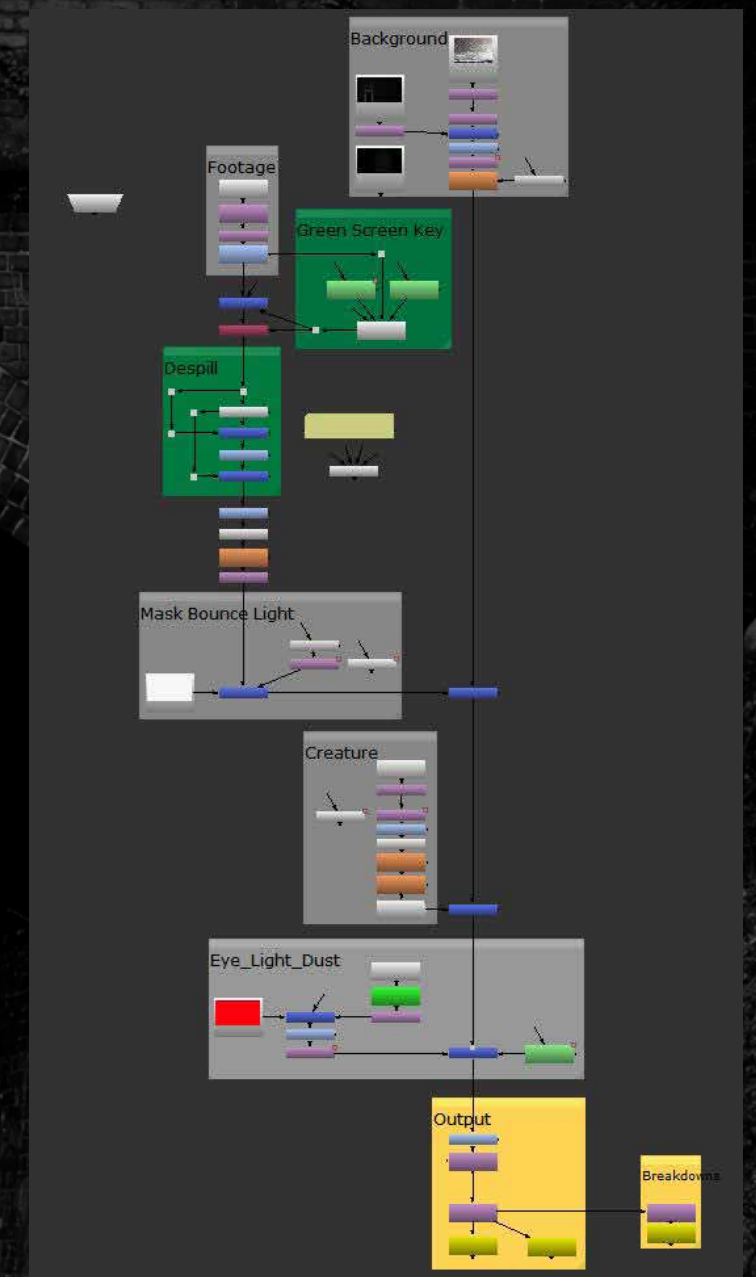 Background
Footage
Green Screen Key
Despill
Mask Bounce Light
Creature
Eye_Light_Dust
Output
Breakdowns